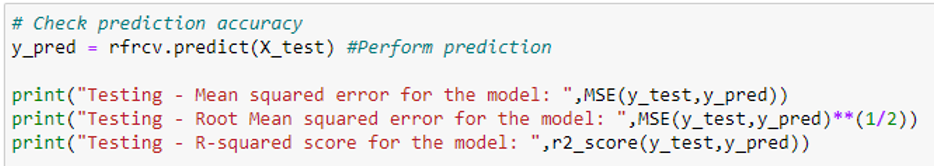 # Check prediction accuracy
y_pred = rfrcv.predict(X_test) #Perform prediction
print("Testing - Mean squared error for the model: ",MSE(y_test,y_pred))
print("Testing - Root Mean squared error for the model: ",MSE(y_test,y_pred)**(1/2))
print("Testing - R-squared score for the model: ",r2_score(y_test,y_pred))